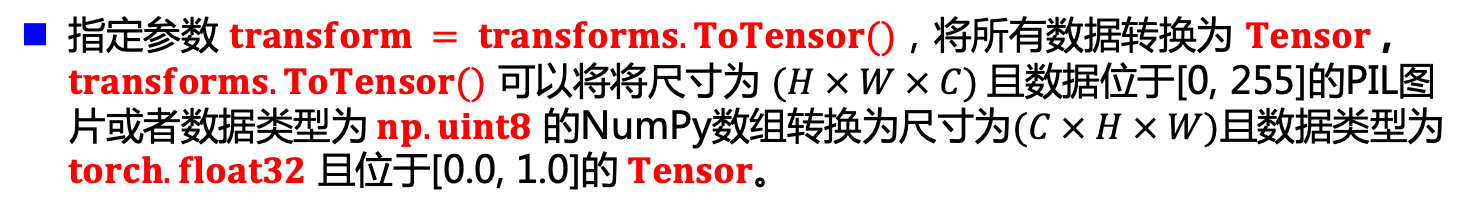 指定参数 transform = transforms.ToTensor()，将所有数据转换为 Tensor，
transforms.ToTensor() 可以将将尺寸为 (H × W × C) 且数据位于[0, 255]的PIL图
片或者数据类型为 np.uint8 的NumPy数组转换为尺寸为(C × H × W)且数据类型为
torch.float32 且位于[0.0, 1.0]的 Tensor。